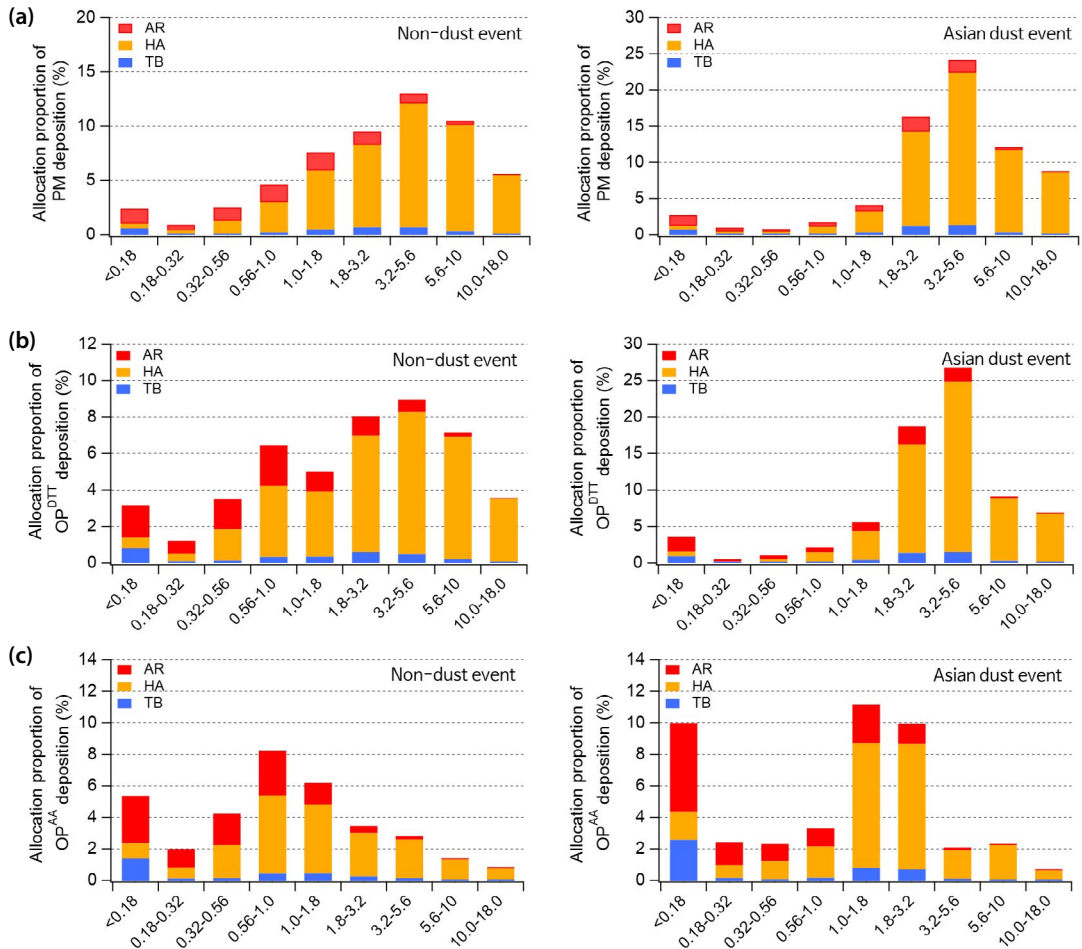 (a)
Allocation proportion of
PM deposition (%)
20
15
10
5
0
AR
HA
TB
Non-dust event
<0.18
0.18-0.32
0.32-0.56
0.56-1.0
1.0-1.8
1.8-3.2
3.2-5.6
5.6-10
10.0-18.0
Allocation proportion of
PM deposition (%)
30
25
20
15
10
5
0
AR
HA
TB
Asian dust event
<0.18
0.18-0.32
0.32-0.56
0.56-1.0
1.0-1.8
1.8-3.2
3.2-5.6
5.6-10
10.0-18.0
(b)
Allocation proportion of
OP^DTT deposition (%)
12
10
8
6
4
2
0
AR
HA
TB
Non-dust event
<0.18
0.18-0.32
0.32-0.56
0.56-1.0
1.0-1.8
1.8-3.2
3.2-5.6
5.6-10
10.0-18.0
Allocation proportion of
OP^DTT deposition (%)
30
25
20
15
10
5
0
AR
HA
TB
Asian dust event
<0.18
0.18-0.32
0.32-0.56
0.56-1.0
1.0-1.8
1.8-3.2
3.2-5.6
5.6-10
10.0-18.0
(c)
Allocation proportion of
OP^AA deposition (%)
14
12
10
8
6
4
2
0
AR
HA
TB
Non-dust event
<0.18
0.18-0.32
0.32-0.56
0.56-1.0
1.0-1.8
1.8-3.2
3.2-5.6
5.6-10
10.0-18.0
Allocation proportion of
OP^AA deposition (%)
14
12
10
8
6
4
2
0
AR
HA
TB
Asian dust event
<0.18
0.18-0.32
0.32-0.56
0.56-1.0
1.0-1.8
1.8-3.2
3.2-5.6
5.6-10
10.0-18.0